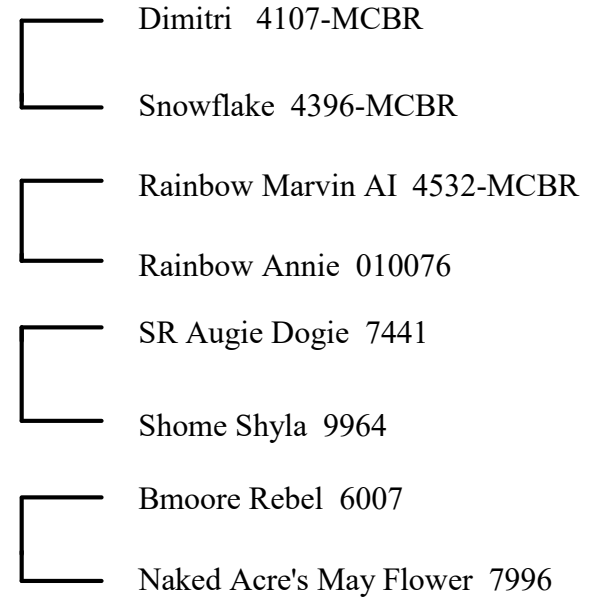 Dimitri 4107-MCBR
Snowflake 4396-MCBR
Rainbow Marvin AI 4532-MCBR
Rainbow Annie 010076
SR Augie Dogie 7441
Shome Shyla 9964
Bmoore Rebel 6007
Naked Acre's May Flower 7996